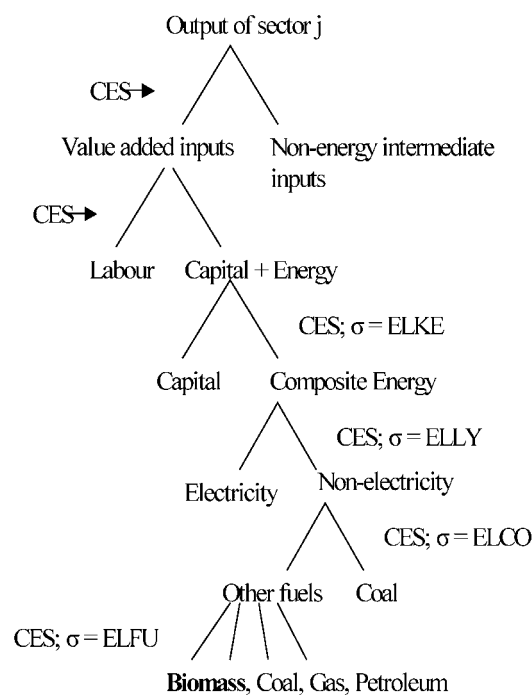 Output of sector j
CES
Value added inputs
Non-energy intermediate
inputs
CES
Labour
Capital + Energy
CES; σ = ELKE
Capital
Composite Energy
CES; σ = ELLY
Electricity
Non-electricity
CES; σ = ELCO
Other fuels
Coal
CES; σ = ELFU
Biomass, Coal, Gas, Petroleum